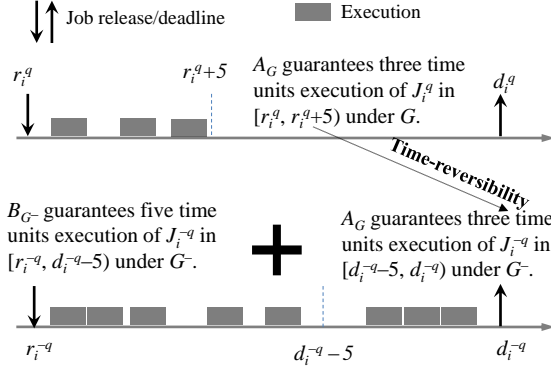 Job release/deadline
Execution
r_i^q
r_i^q+5
A_G guarantees three time
units execution of J_i^q in
[r_i^q, r_i^q+5) under G.
d_i^q
Time-reversibility
B_G- guarantees five time
units execution of J_i^-q in
[r_i^-q, d_i^-q–5) under G^-.
+
A_G guarantees three time
units execution of J_i^-q in
[d_i^-q–5, d_i^-q) under G^-.
r_i^-q
d_i^-q – 5
d_i^-q